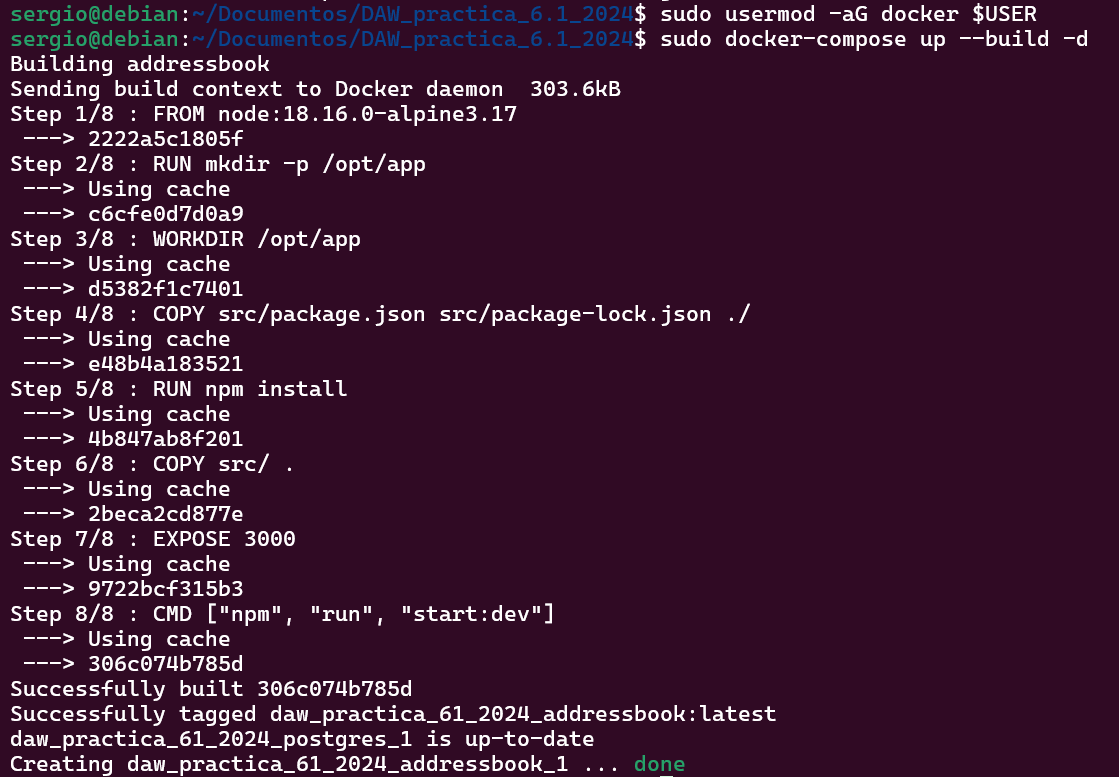 sergio@debian:~/Documentos/DAW_practica_6.1_2024$ sudo usermod -aG docker $USER
sergio@debian:~/Documentos/DAW_practica_6.1_2024$ sudo docker-compose up --build -d
Building addressbook
Sending build context to Docker daemon  303.6kB
Step 1/8 : FROM node:18.16.0-alpine3.17
 ---> 2222a5c1805f
Step 2/8 : RUN mkdir -p /opt/app
 ---> Using cache
 ---> c6cfe0d7d0a9
Step 3/8 : WORKDIR /opt/app
 ---> Using cache
 ---> d5382f1c7401
Step 4/8 : COPY src/package.json src/package-lock.json ./
 ---> Using cache
 ---> e48b4a183521
Step 5/8 : RUN npm install
 ---> Using cache
 ---> 4b847ab8f201
Step 6/8 : COPY src/ .
 ---> Using cache
 ---> 2beca2cd877e
Step 7/8 : EXPOSE 3000
 ---> Using cache
 ---> 9722bcf315b3
Step 8/8 : CMD ["npm", "run", "start:dev"]
 ---> Using cache
 ---> 306c074b785d
Successfully built 306c074b785d
Successfully tagged daw_practica_61_2024_addressbook:latest
daw_practica_61_2024_postgres_1 is up-to-date
Creating daw_practica_61_2024_addressbook_1 ... done